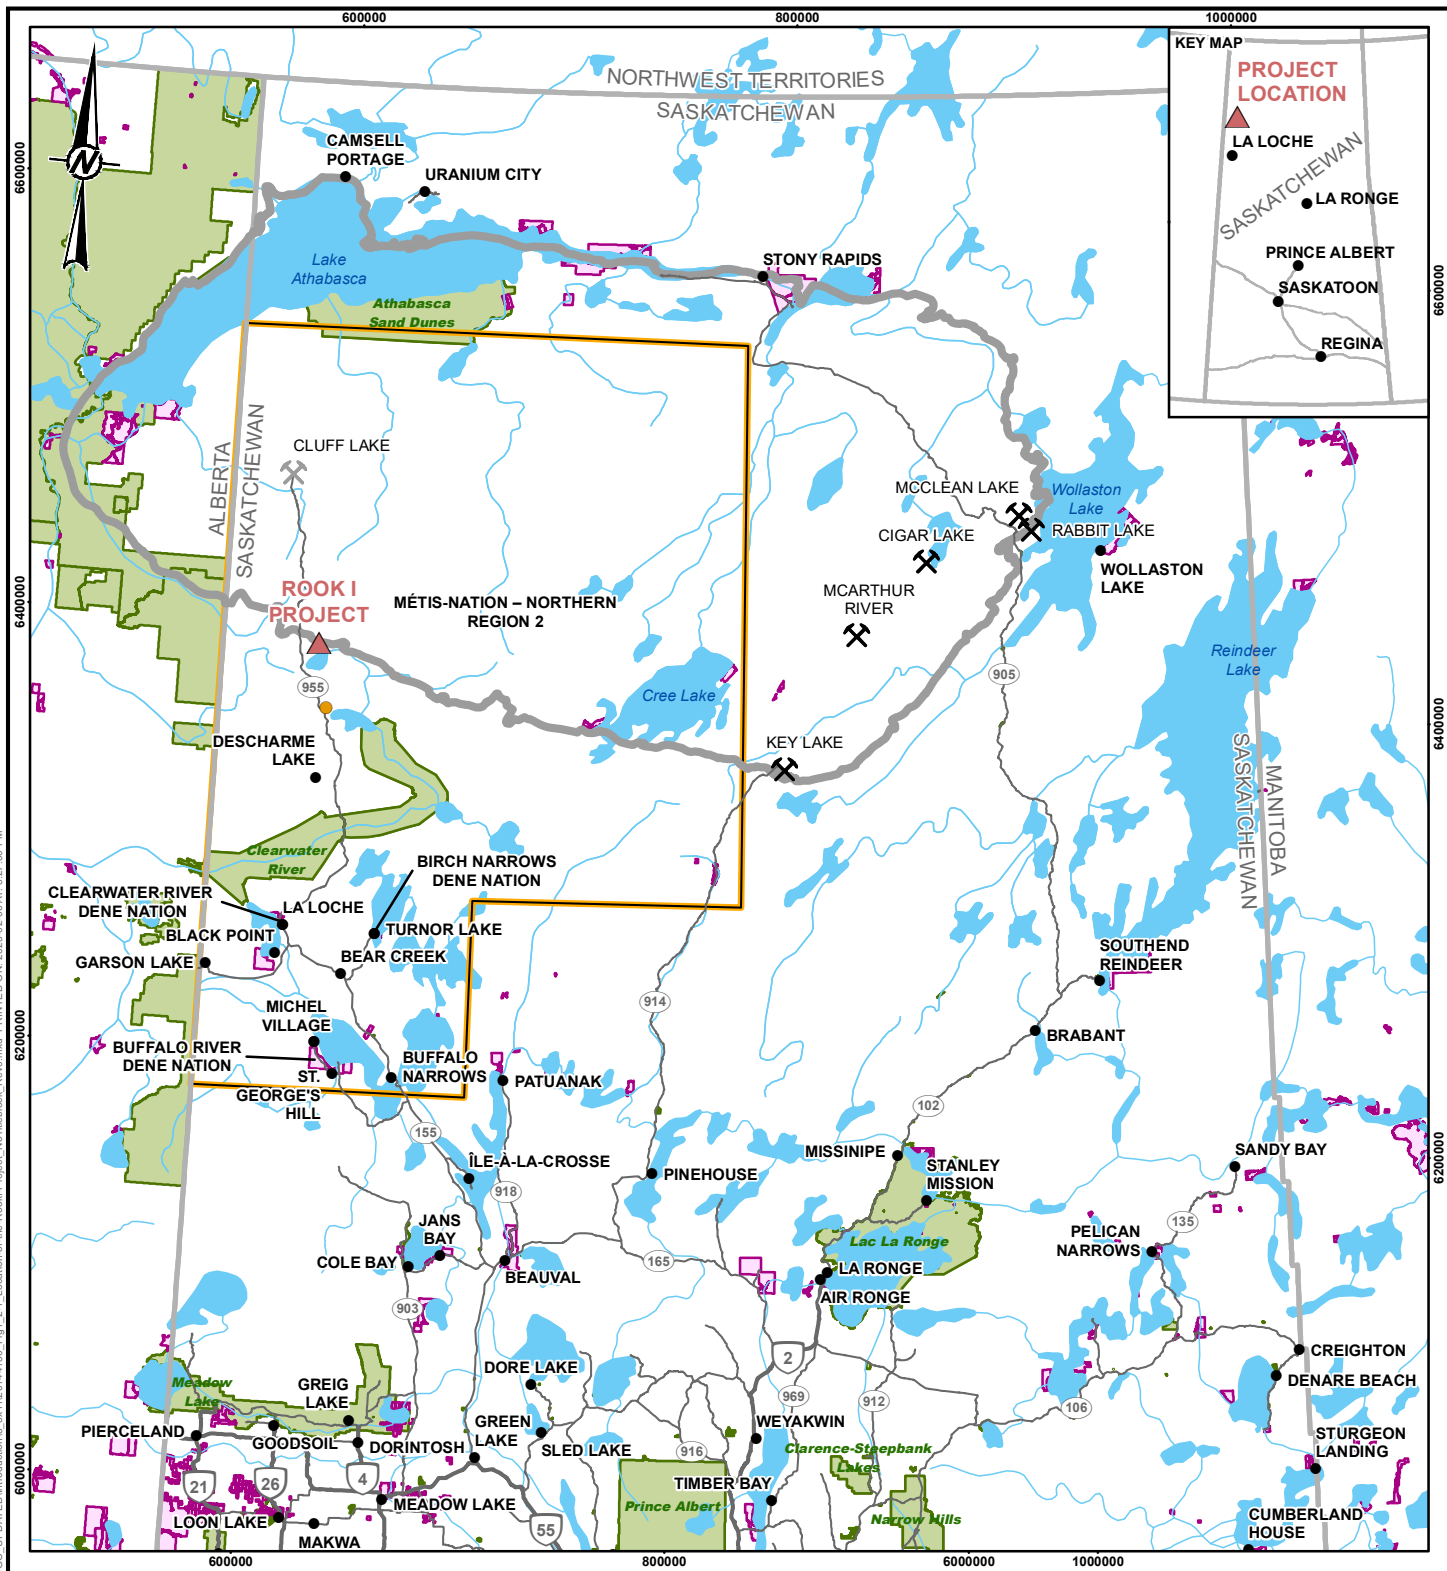 600000
800000
1000000
KEY MAP
PROJECT
LOCATION
LA LOCHE
SASKATCHEWAN
LA RONGE
PRINCE ALBERT
SASKATOON
REGINA
NORTHWEST TERRITORIES
SASKATCHEWAN
N
CAMSELL
PORTAGE
URANIUM CITY
6600000
6600000
Lake
Athabasca
STONY RAPIDS
Athabasca
Sand Dunes
ALBERTA
SASKATCHEWAN
CLUFF LAKE
MCCLEAN LAKE
Wollaston
Lake
RABBIT LAKE
CIGAR LAKE
WOLLASTON
LAKE
MCARTHUR
RIVER
ROOK I
PROJECT
MÉTIS-NATION – NORTHERN
REGION 2
6400000
6400000
Reindeer
Lake
955
905
Cree Lake
DESCHARME
LAKE
KEY LAKE
SASKATCHEWAN
MANITOBA
Clearwater
River
BIRCH NARROWS
DENE NATION
CLEARWATER RIVER
DENE NATION
LA LOCHE
TURNOR LAKE
BLACK POINT
BEAR CREEK
GARSON LAKE
SOUTHEND
REINDEER
914
MICHEL
VILLAGE
BRABANT
6200000
6200000
BUFFALO RIVER
DENE NATION
BUFFALO
NARROWS
ST.
GEORGE'S
HILL
PATUANAK
102
155
MISSINIPE
STANLEY
MISSION
SANDY BAY
ÎLE-À-LA-CROSSE
PINEHOUSE
918
135
JANS
BAY
PELICAN
NARROWS
Lac La Ronge
COLE BAY
BEAUVAL
165
LA RONGE
AIR RONGE
903
2
CREIGHTON
DORE LAKE
DENARE BEACH
Meadow
Lake
GREIG
LAKE
969
912
106
PIERCELAND
GOODSOIL
DORINTOSH
GREEN
LAKE
SLED LAKE
WEYAKWIN
916
Clarence-Steepbank
Lakes
STURGEON
LANDING
6000000
21
26
4
TIMBER BAY
Prince Albert
MEADOW LAKE
Narrow Hills
LOON LAKE
MAKWA
55
CUMBERLAND
HOUSE
600000
800000
6000000
1000000